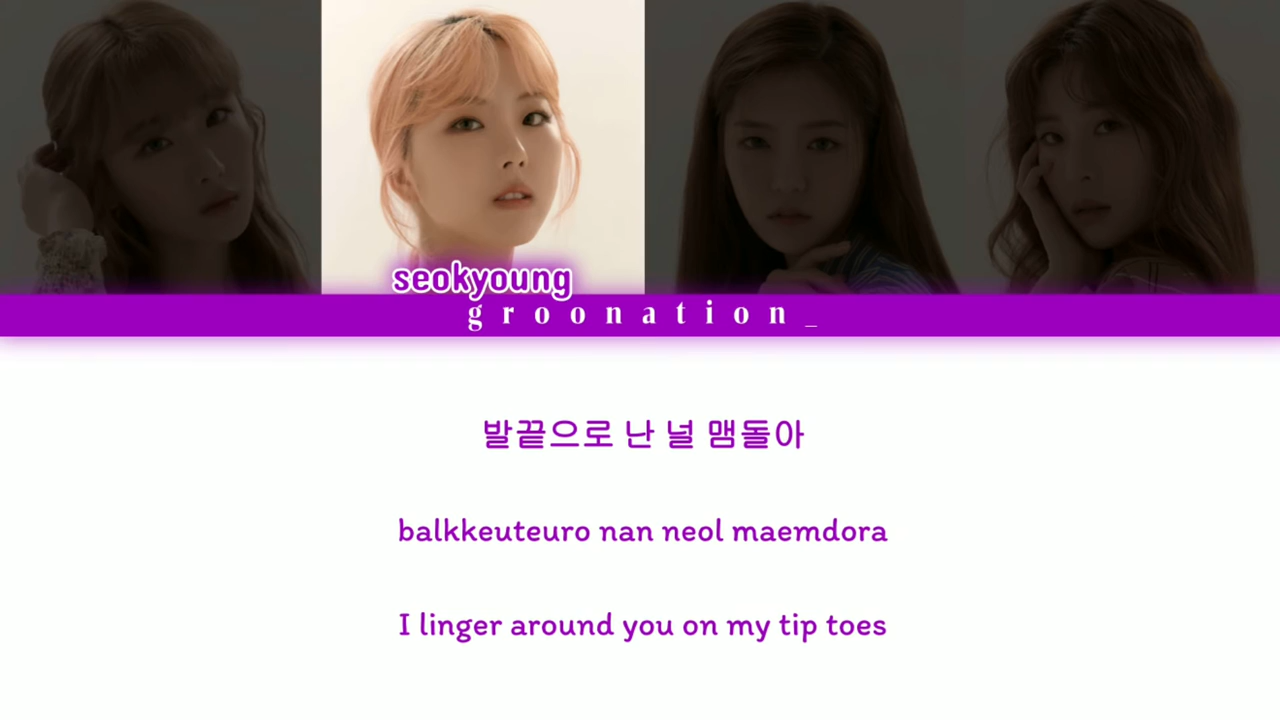 seokyoung
groonation_
발끝으로 난 널 맴돌아
balkkeuteuro nan neol maemdora
I linger around you on my tip toes